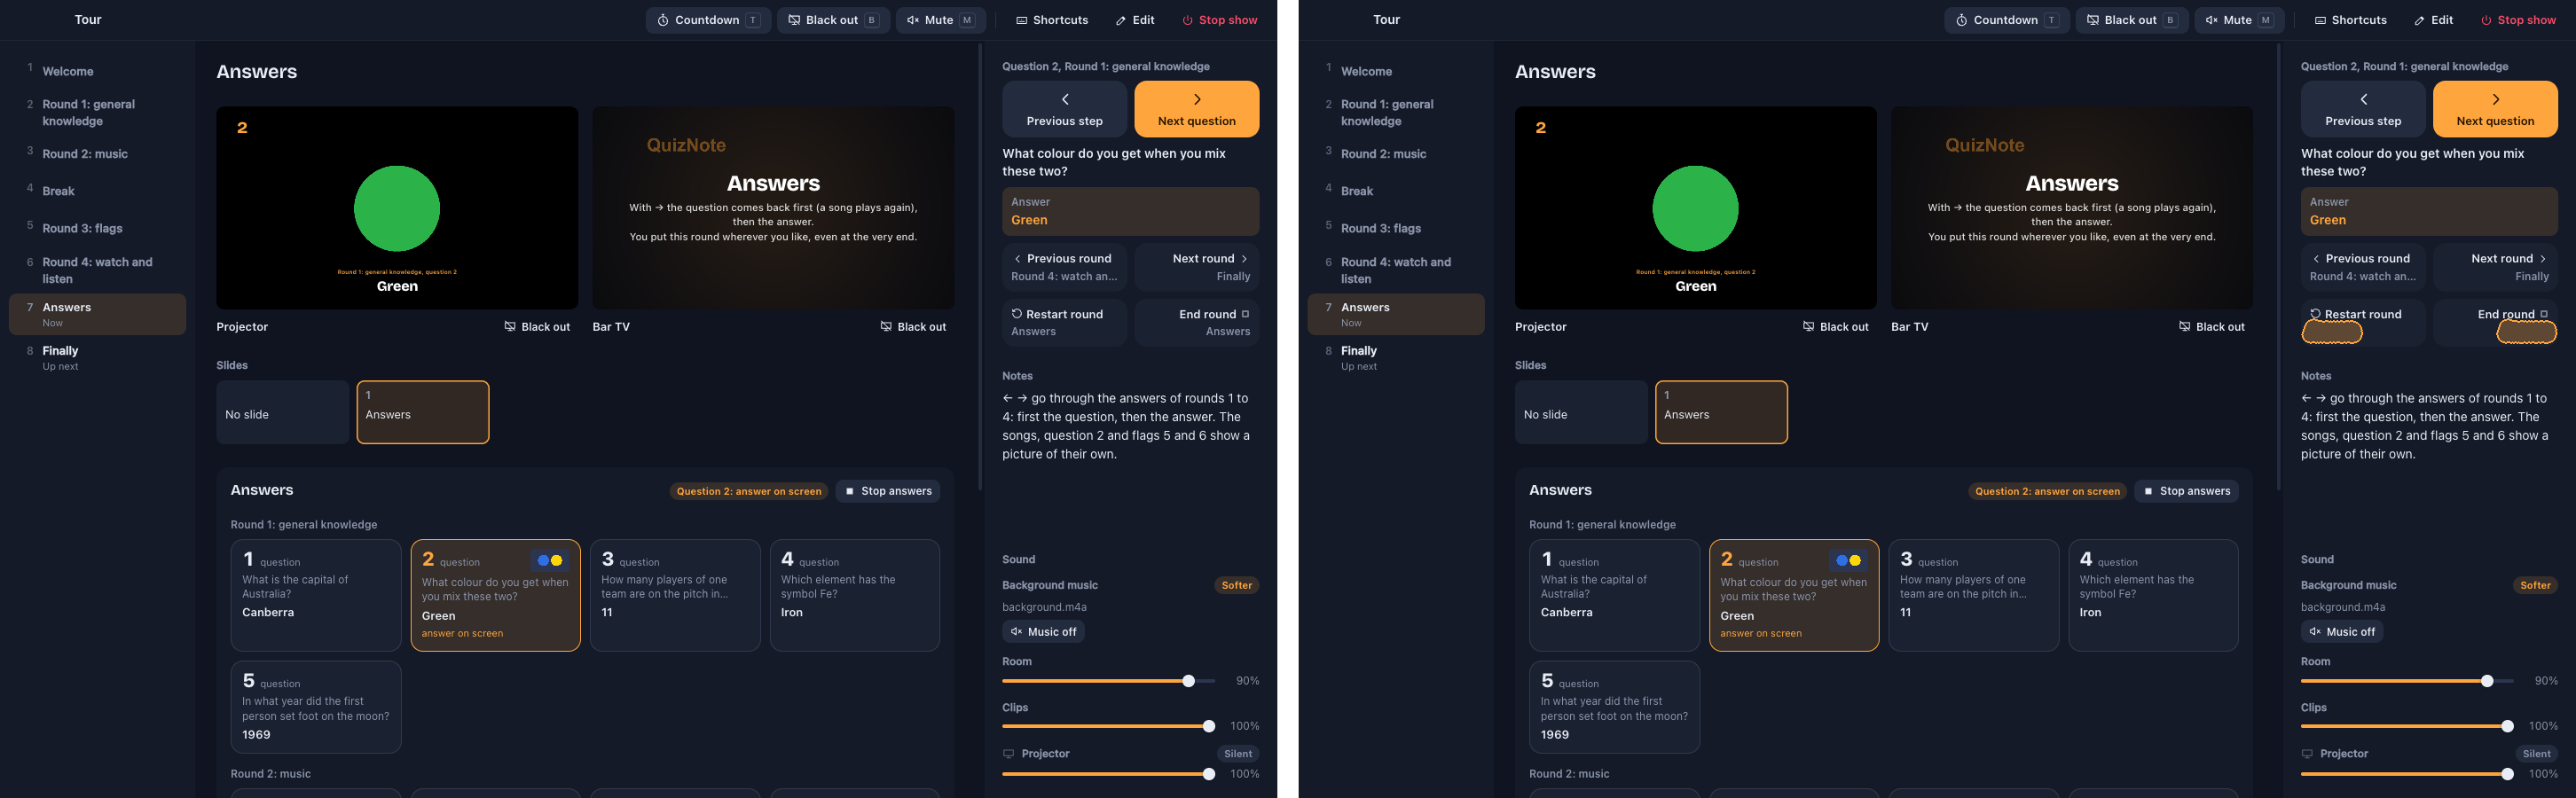 Tour
Countdown T
Black out B
Mute M
Shortcuts
Edit
Stop show
1 Welcome
2 Round 1: general
knowledge
3 Round 2: music
4 Break
5 Round 3: flags
6 Round 4: watch and
listen
7 Answers
Now
8 Finally
Up next
Answers
2
Round 1: general knowledge, question 2
Green
QuizNote
Answers
With → the question comes back first (a song plays again),
then the answer.
You put this round wherever you like, even at the very end.
Projector
Black out
Bar TV
Black out
Slides
No slide
1
Answers
Answers
Question 2: answer on screen
Stop answers
Round 1: general knowledge
1 question
What is the capital of
Australia?
Canberra
2 question
What colour do you get when
you mix these two?
Green
answer on screen
3 question
How many players of one
team are on the pitch in...
11
4 question
Which element has the
symbol Fe?
Iron
5 question
In what year did the first
person set foot on the moon?
1969
Round 2: music
Question 2, Round 1: general knowledge
Previous step
Next question
What colour do you get when you mix
these two?
Answer
Green
Previous round
Round 4: watch an...
Next round
Finally
Restart round
Answers
End round
Answers
Notes
← → go through the answers of rounds 1 to
4: first the question, then the answer. The
songs, question 2 and flags 5 and 6 show a
picture of their own.
Sound
Background music
Softer
background.m4a
Music off
Room
90%
Clips
100%
Projector
Silent
100%
Tour
Countdown T
Black out B
Mute M
Shortcuts
Edit
Stop show
1 Welcome
2 Round 1: general
knowledge
3 Round 2: music
4 Break
5 Round 3: flags
6 Round 4: watch and
listen
7 Answers
Now
8 Finally
Up next
Answers
2
Round 1: general knowledge, question 2
Green
QuizNote
Answers
With → the question comes back first (a song plays again),
then the answer.
You put this round wherever you like, even at the very end.
Projector
Black out
Bar TV
Black out
Slides
No slide
1
Answers
Answers
Question 2: answer on screen
Stop answers
Round 1: general knowledge
1 question
What is the capital of
Australia?
Canberra
2 question
What colour do you get when
you mix these two?
Green
answer on screen
3 question
How many players of one
team are on the pitch in...
11
4 question
Which element has the
symbol Fe?
Iron
5 question
In what year did the first
person set foot on the moon?
1969
Round 2: music
Question 2, Round 1: general knowledge
Previous step
Next question
What colour do you get when you mix
these two?
Answer
Green
Previous round
Round 4: watch an...
Next round
Finally
Restart round
End round
Notes
← → go through the answers of rounds 1 to
4: first the question, then the answer. The
songs, question 2 and flags 5 and 6 show a
picture of their own.
Sound
Background music
Softer
background.m4a
Music off
Room
90%
Clips
100%
Projector
Silent
100%